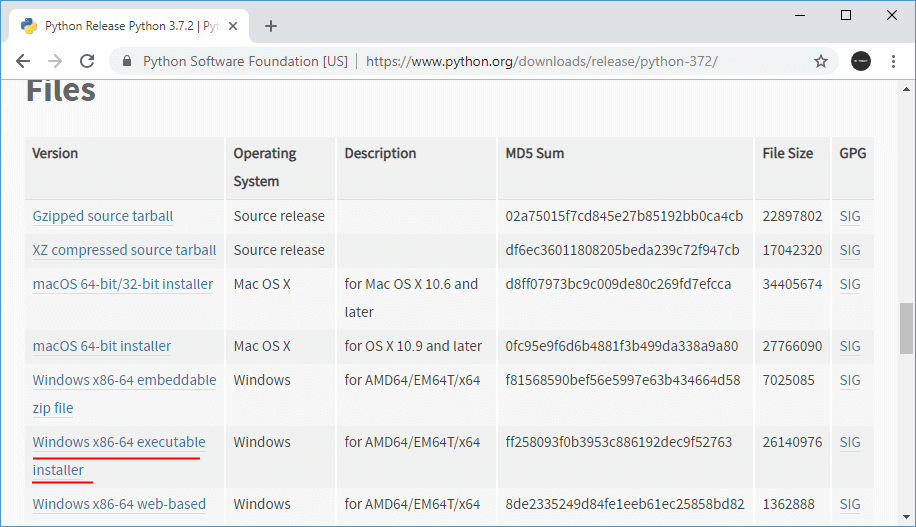 Python Release Python 3.7.2 | Pyt
Python Software Foundation [US] | https://www.python.org/downloads/release/python-372/
Files
Version Operating System Description MD5 Sum File Size GPG
Gzipped source tarball Source release 02a75015f7cd845e27b85192bb0ca4cb 22897802 SIG
XZ compressed source tarball Source release df6ec36011808205beda239c72f947cb 17042320 SIG
macOS 64-bit/32-bit installer Mac OS X for Mac OS X 10.6 and later d8ff07973bc9c009de80c269fd7efcca 34405674 SIG
macOS 64-bit installer Mac OS X for OS X 10.9 and later 0fc95e9f6d6b4881f3b499da338a9a80 27766090 SIG
Windows x86-64 embeddable zip file Windows for AMD64/EM64T/x64 f81568590bef56e5997e63b434664d58 7025085 SIG
Windows x86-64 executable installer Windows for AMD64/EM64T/x64 ff258093f0b3953c886192dec9f52763 26140976 SIG
Windows x86-64 web-based Windows for AMD64/EM64T/x64 8de2335249d84fe1eeb61ec25858bd82 1362888 SIG